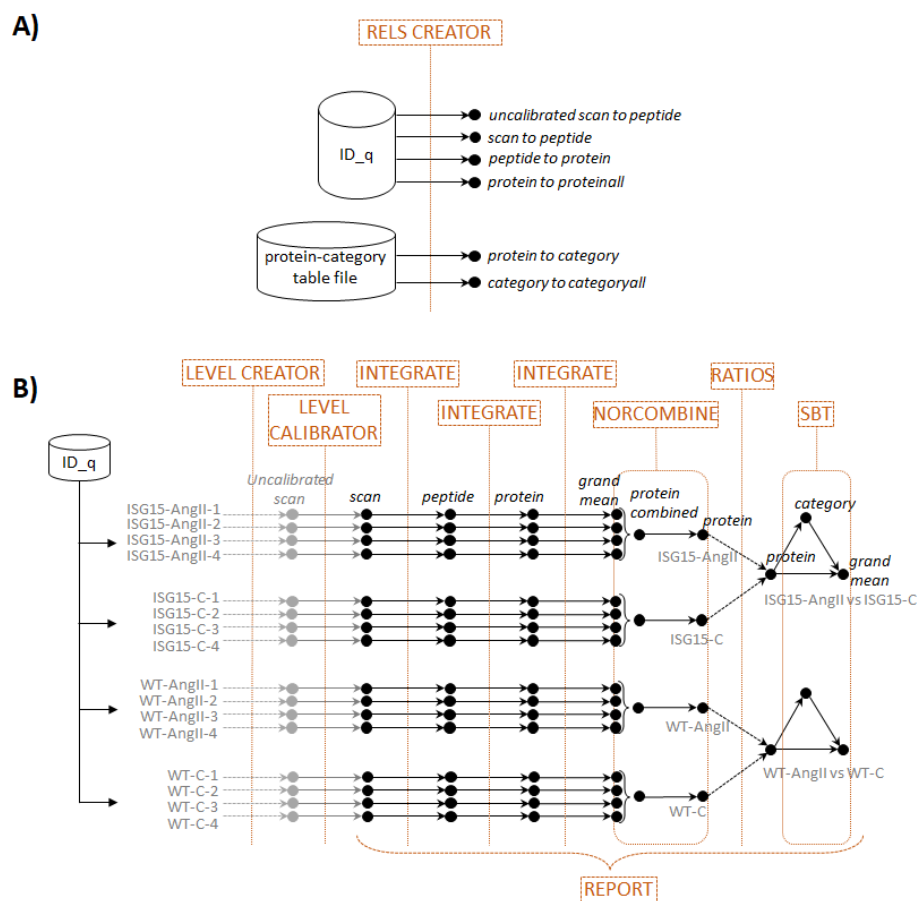 A)
RELS CREATOR
ID_q
uncalibrated scan to peptide
scan to peptide
peptide to protein
protein to proteinall
protein-category
table file
protein to category
category to categoryall
B)
LEVEL CREATOR
LEVEL
CALIBRATOR
INTEGRATE
INTEGRATE
INTEGRATE
NORCOMBINE
RATIOS
SBT
ID_q
Uncalibrated
scan
scan
peptide
protein
grand
mean
protein
combined
protein
category
protein
grand
mean
ISG15-AngII-1
ISG15-AngII-2
ISG15-AngII-3
ISG15-AngII-4
ISG15-AngII
ISG15-AngII vs ISG15-C
ISG15-C-1
ISG15-C-2
ISG15-C-3
ISG15-C-4
ISG15-C
WT-AngII-1
WT-AngII-2
WT-AngII-3
WT-AngII-4
WT-AngII
WT-AngII vs WT-C
WT-C-1
WT-C-2
WT-C-3
WT-C-4
WT-C
REPORT